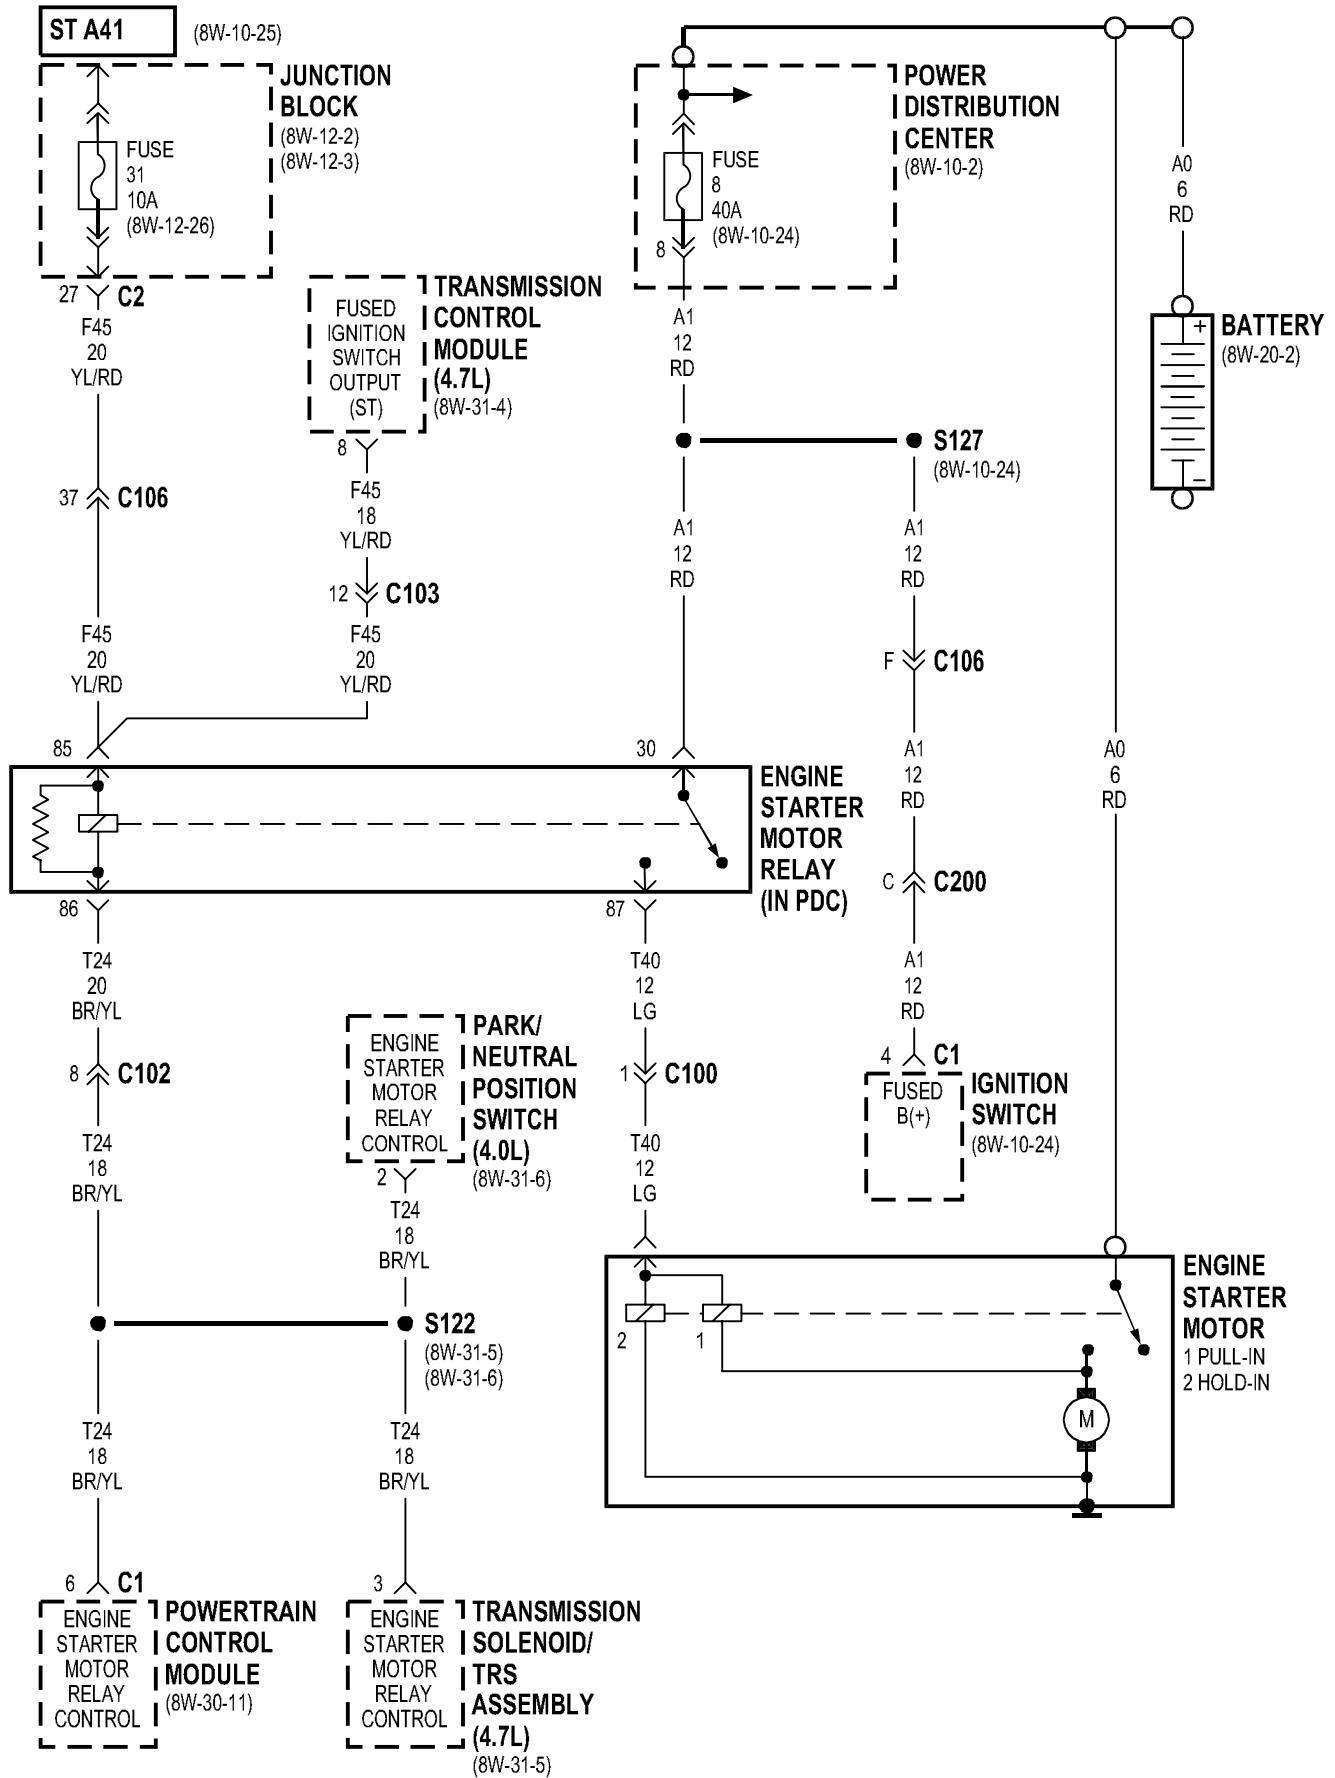 ST A41
(8W-10-25)
JUNCTION
BLOCK
(8W-12-2)
(8W-12-3)
FUSE
31
10A
(8W-12-26)
27
C2
F45
20
YL/RD
37
C106
F45
20
YL/RD
FUSED
IGNITION
SWITCH
OUTPUT
(ST)
TRANSMISSION
CONTROL
MODULE
(4.7L)
(8W-31-4)
8
F45
18
YL/RD
12
C103
F45
20
YL/RD
POWER
DISTRIBUTION
CENTER
(8W-10-2)
FUSE
8
40A
(8W-10-24)
8
A1
12
RD
S127
(8W-10-24)
A1
12
RD
A1
12
RD
F
C106
A1
12
RD
C
C200
A1
12
RD
4
C1
FUSED
B(+)
IGNITION
SWITCH
(8W-10-24)
A0
6
RD
+
BATTERY
(8W-20-2)
−
A0
6
RD
85
30
ENGINE
STARTER
MOTOR
RELAY
(IN PDC)
86
87
T24
20
BR/YL
8
C102
T24
18
BR/YL
ENGINE
STARTER
MOTOR
RELAY
CONTROL
PARK/
NEUTRAL
POSITION
SWITCH
(4.0L)
(8W-31-6)
2
T24
18
BR/YL
T40
12
LG
1
C100
T40
12
LG
S122
(8W-31-5)
(8W-31-6)
2
1
M
ENGINE
STARTER
MOTOR
1 PULL-IN
2 HOLD-IN
T24
18
BR/YL
T24
18
BR/YL
6
C1
3
ENGINE
STARTER
MOTOR
RELAY
CONTROL
POWERTRAIN
CONTROL
MODULE
(8W-30-11)
ENGINE
STARTER
MOTOR
RELAY
CONTROL
TRANSMISSION
SOLENOID/
TRS
ASSEMBLY
(4.7L)
(8W-31-5)